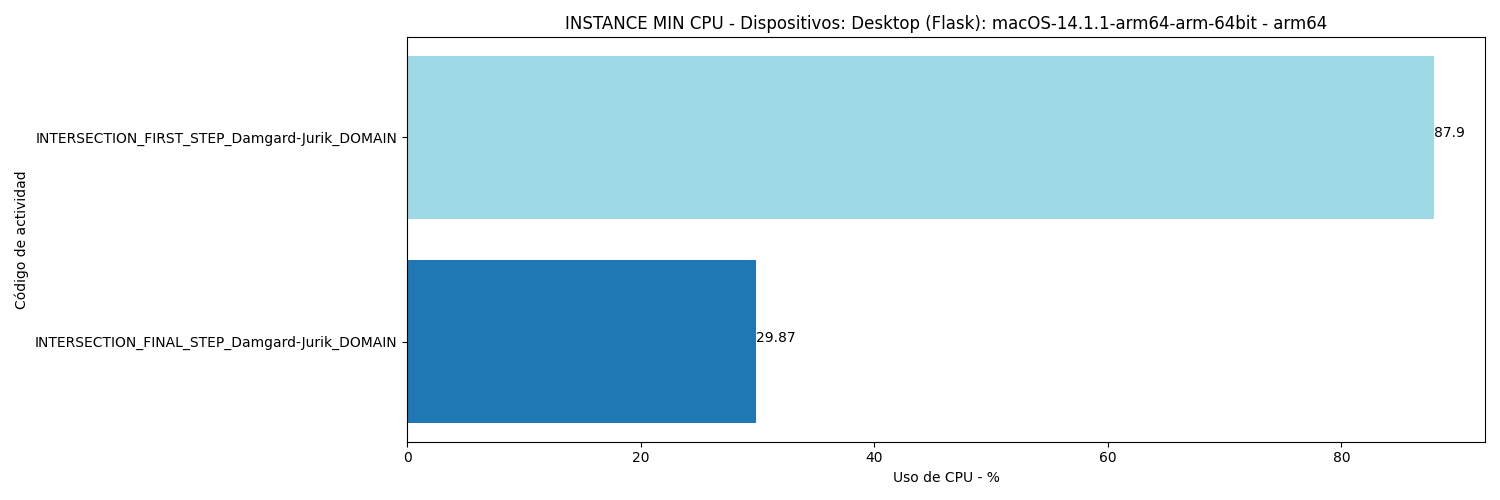 INSTANCE MIN CPU - Dispositivos: Desktop (Flask): macOS-14.1.1-arm64-arm-64bit - arm64
Código de actividad
INTERSECTION_FIRST_STEP_Damgard-Jurik_DOMAIN
87.9
INTERSECTION_FINAL_STEP_Damgard-Jurik_DOMAIN
29.87
0 20 40 60 80
Uso de CPU - %